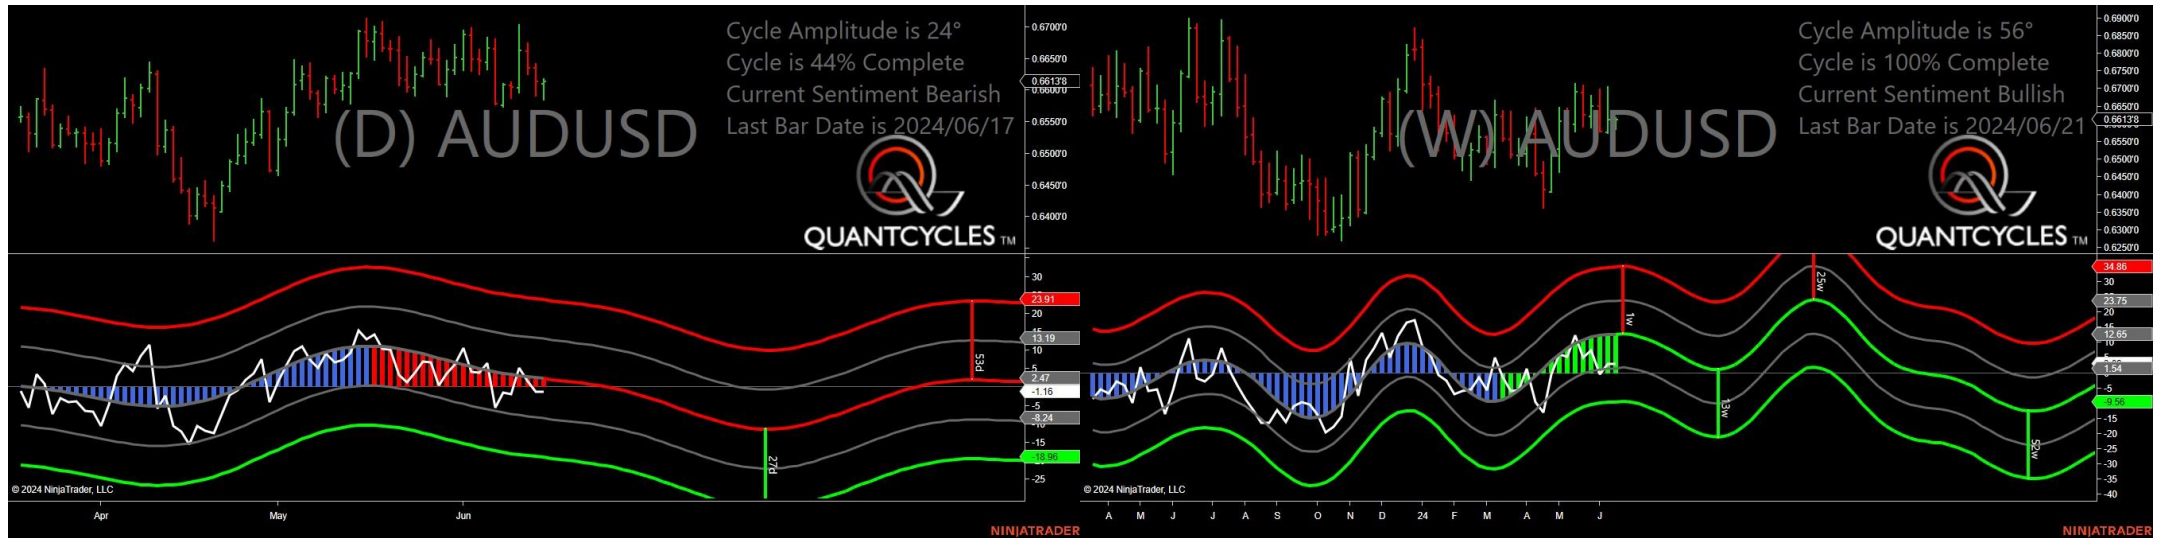 Cycle Amplitude is 24°
Cycle is 44% Complete
Current Sentiment Bearish
Last Bar Date is 2024/06/17
(D) AUDUSD
QUANTCYCLES TM
0.6700'0
0.6650'0
0.6613'8
0.6600'0
0.6550'0
0.6500'0
0.6450'0
0.6400'0
30
23.91
20
13.19
10
5
2.47
-1.16
-5
-8.24
-15
-18.96
-25
53d
27d
© 2024 NinjaTrader, LLC
Apr
May
Jun
NINJATRADER
Cycle Amplitude is 56°
Cycle is 100% Complete
Current Sentiment Bullish
Last Bar Date is 2024/06/21
(W) AUDUSD
QUANTCYCLES TM
0.6900'0
0.6850'0
0.6800'0
0.6750'0
0.6700'0
0.6650'0
0.6613'8
0.6550'0
0.6500'0
0.6450'0
0.6400'0
0.6350'0
0.6300'0
0.6250'0
34.86
30
23.75
20
12.65
10
1.54
-5
-9.56
-15
-20
-25
-30
-35
-40
1w
13w
25w
52w
© 2024 NinjaTrader, LLC
A M J J A S O N D 24 F M A M J
NINJATRADER